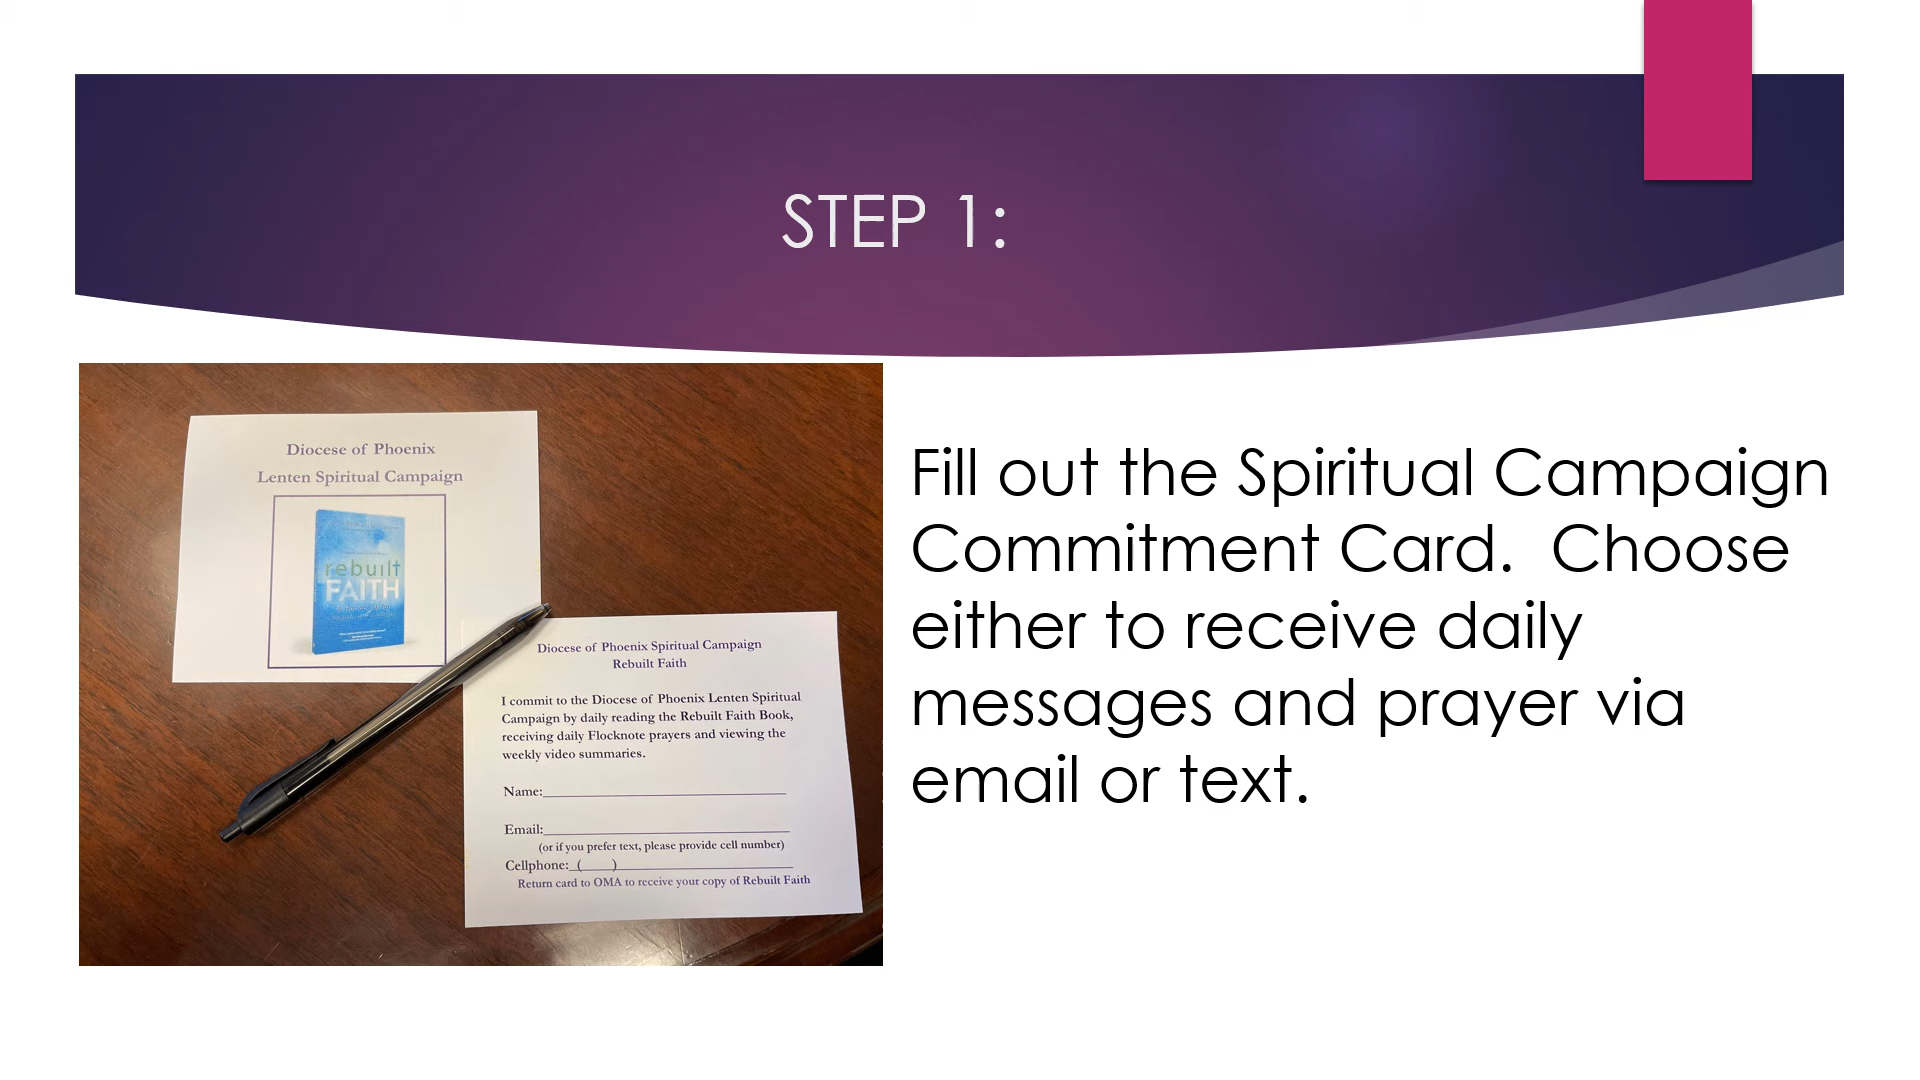 STEP 1:
Diocese of Phoenix
Lenten Spiritual Campaign
rebuilt
FAITH
Diocese of Phoenix Spiritual Campaign
Rebuilt Faith
I commit to the Diocese of Phoenix Lenten Spiritual
Campaign by daily reading the Rebuilt Faith Book,
receiving daily Flocknote prayers and viewing the
weekly video summaries.
Name:
Email:
(or if you prefer text, please provide cell number)
Cellphone: (    )
Return card to OMA to receive your copy of Rebuilt Faith
Fill out the Spiritual Campaign
Commitment Card.  Choose
either to receive daily
messages and prayer via
email or text.